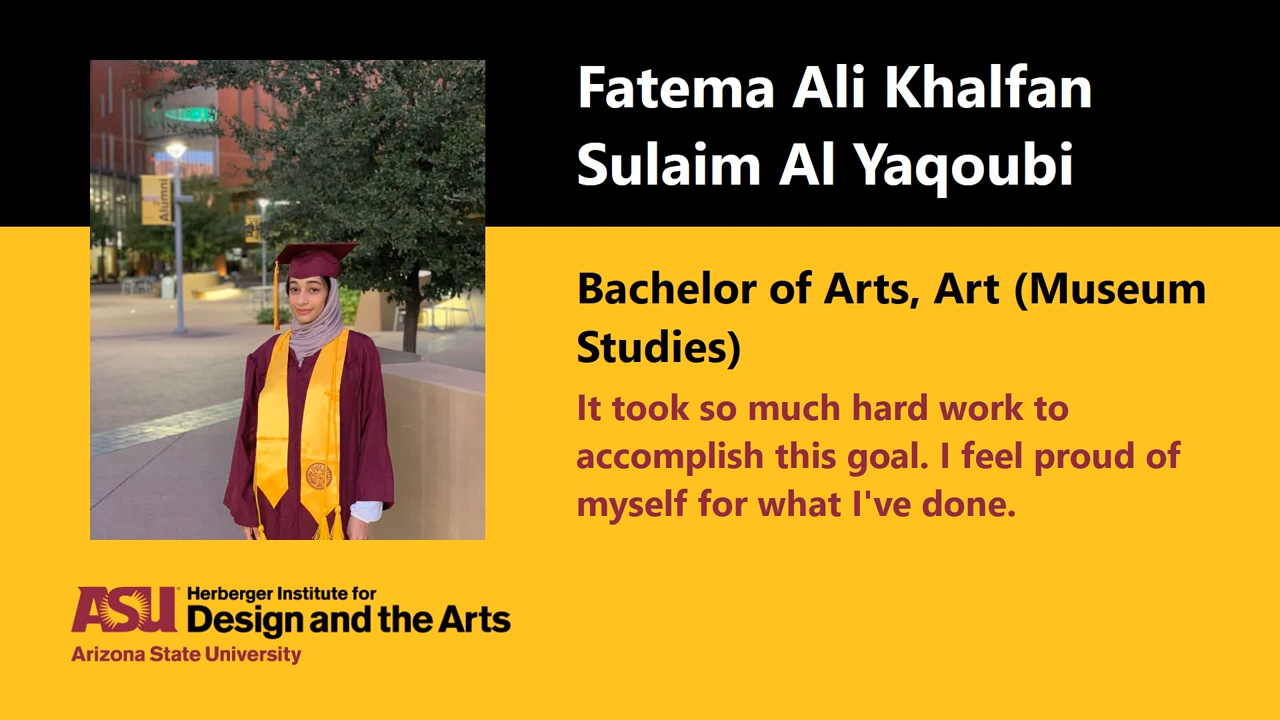 Fatema Ali Khalfan
Sulaim Al Yaqoubi
Bachelor of Arts, Art (Museum
Studies)
It took so much hard work to
accomplish this goal. I feel proud of
myself for what I've done.
Alumni
ASU Herberger Institute for
Design and the Arts
Arizona State University